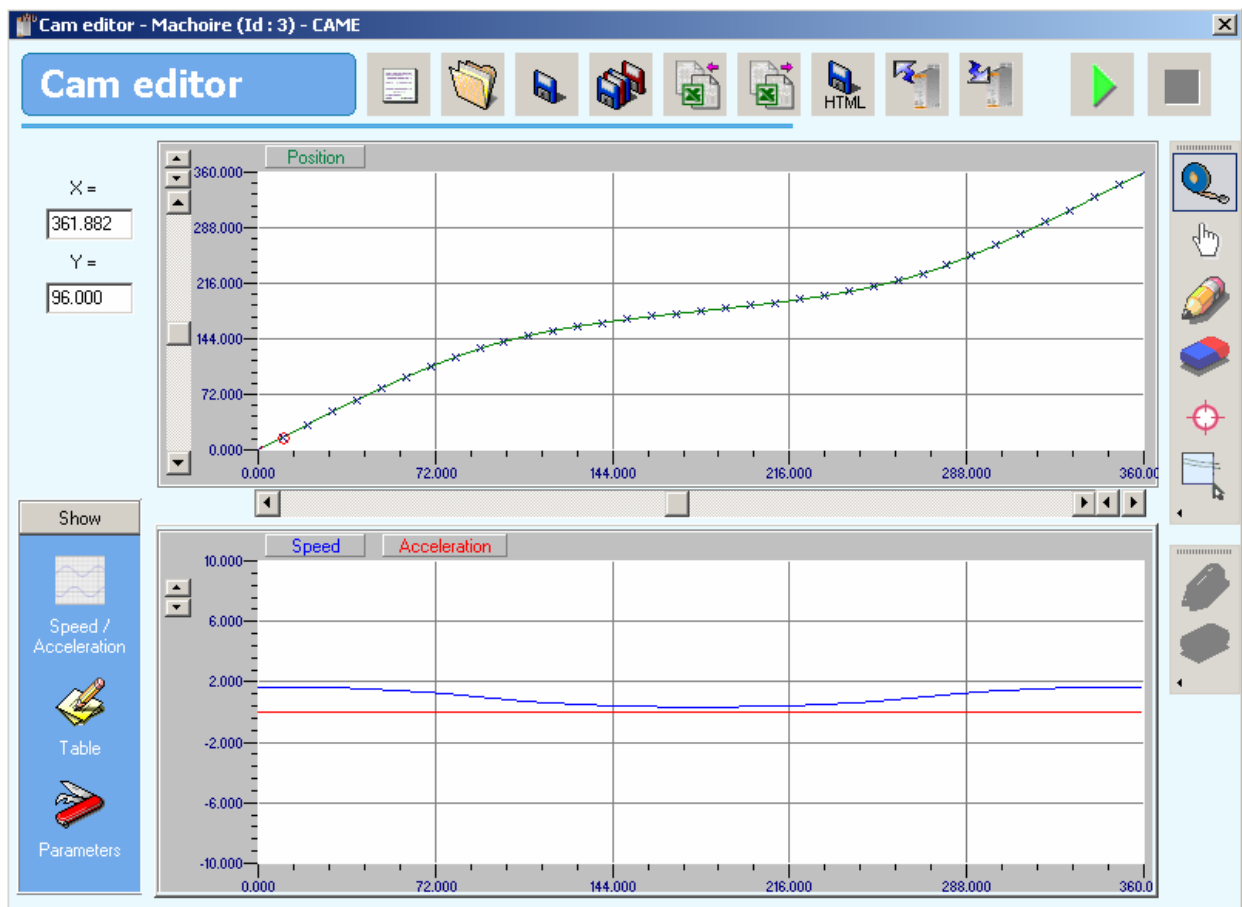 Cam editor - Machoire (Id : 3) - CAME
Cam editor
HTML
X =
361.882
Y =
96.000
Position
360.000
288.000
216.000
144.000
72.000
0.000
0.000 72.000 144.000 216.000 288.000 360.00
Show
Speed /
Acceleration
Table
Parameters
Speed Acceleration
10.000
6.000
2.000
-2.000
-6.000
-10.000
0.000 72.000 144.000 216.000 288.000 360.0